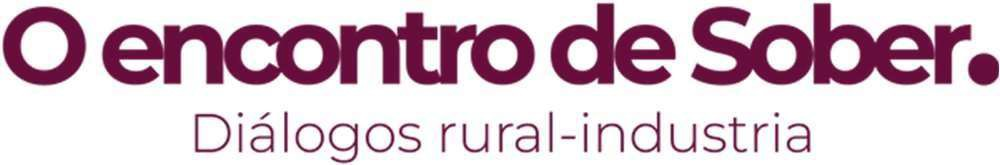 O encontro de Sober.
Diálogos rural-industria